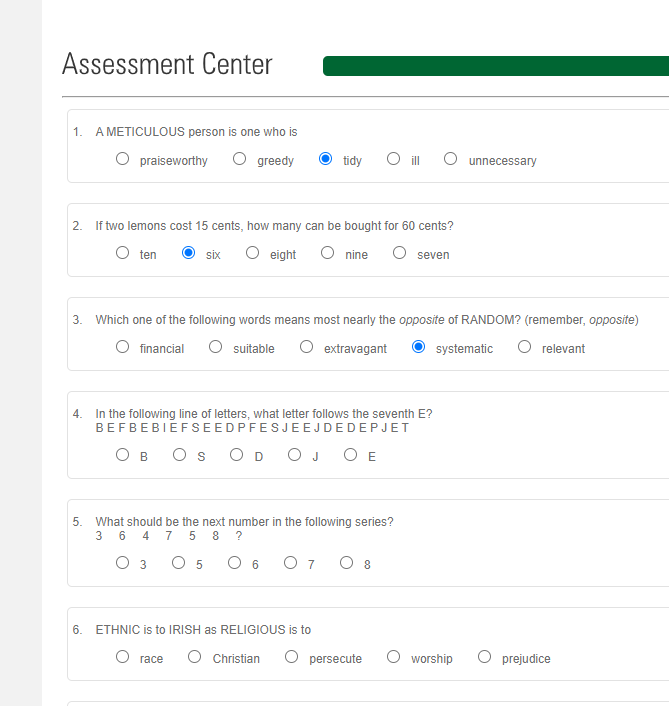 Assessment Center
1. A METICULOUS person is one who is
praiseworthy greedy tidy ill unnecessary
2. If two lemons cost 15 cents, how many can be bought for 60 cents?
ten six eight nine seven
3. Which one of the following words means most nearly the opposite of RANDOM? (remember, opposite)
financial suitable extravagant systematic relevant
4. In the following line of letters, what letter follows the seventh E?
B E F B E B I E F S E E D P F E S J E E J D E D E P J E T
B S D J E
5. What should be the next number in the following series?
3 6 4 7 5 8 ?
3 5 6 7 8
6. ETHNIC is to IRISH as RELIGIOUS is to
race Christian persecute worship prejudice